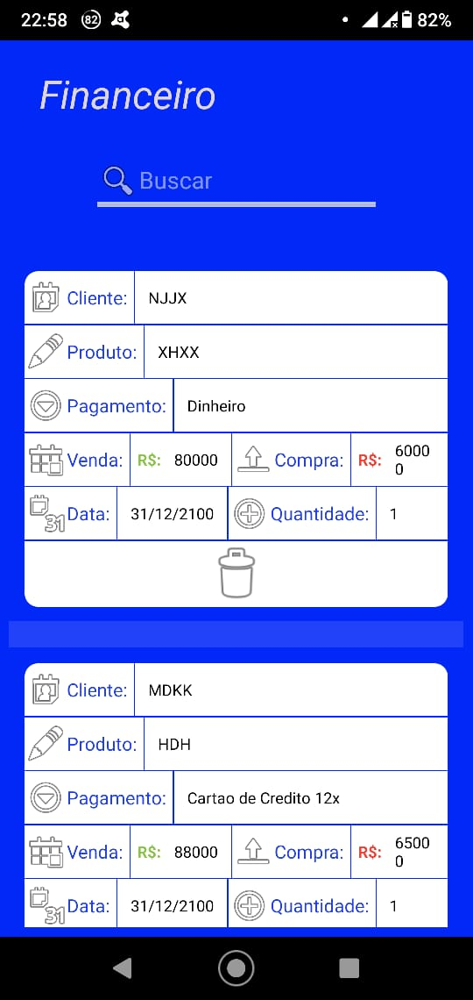 22:58 82 82%
Financeiro
Buscar
Cliente: NJJX
Produto: XHXX
Pagamento: Dinheiro
Venda: R$: 80000 Compra: R$: 6000
0
31 Data: 31/12/2100 Quantidade: 1
Cliente: MDKK
Produto: HDH
Pagamento: Cartao de Credito 12x
Venda: R$: 88000 Compra: R$: 6500
0
31 Data: 31/12/2100 Quantidade: 1